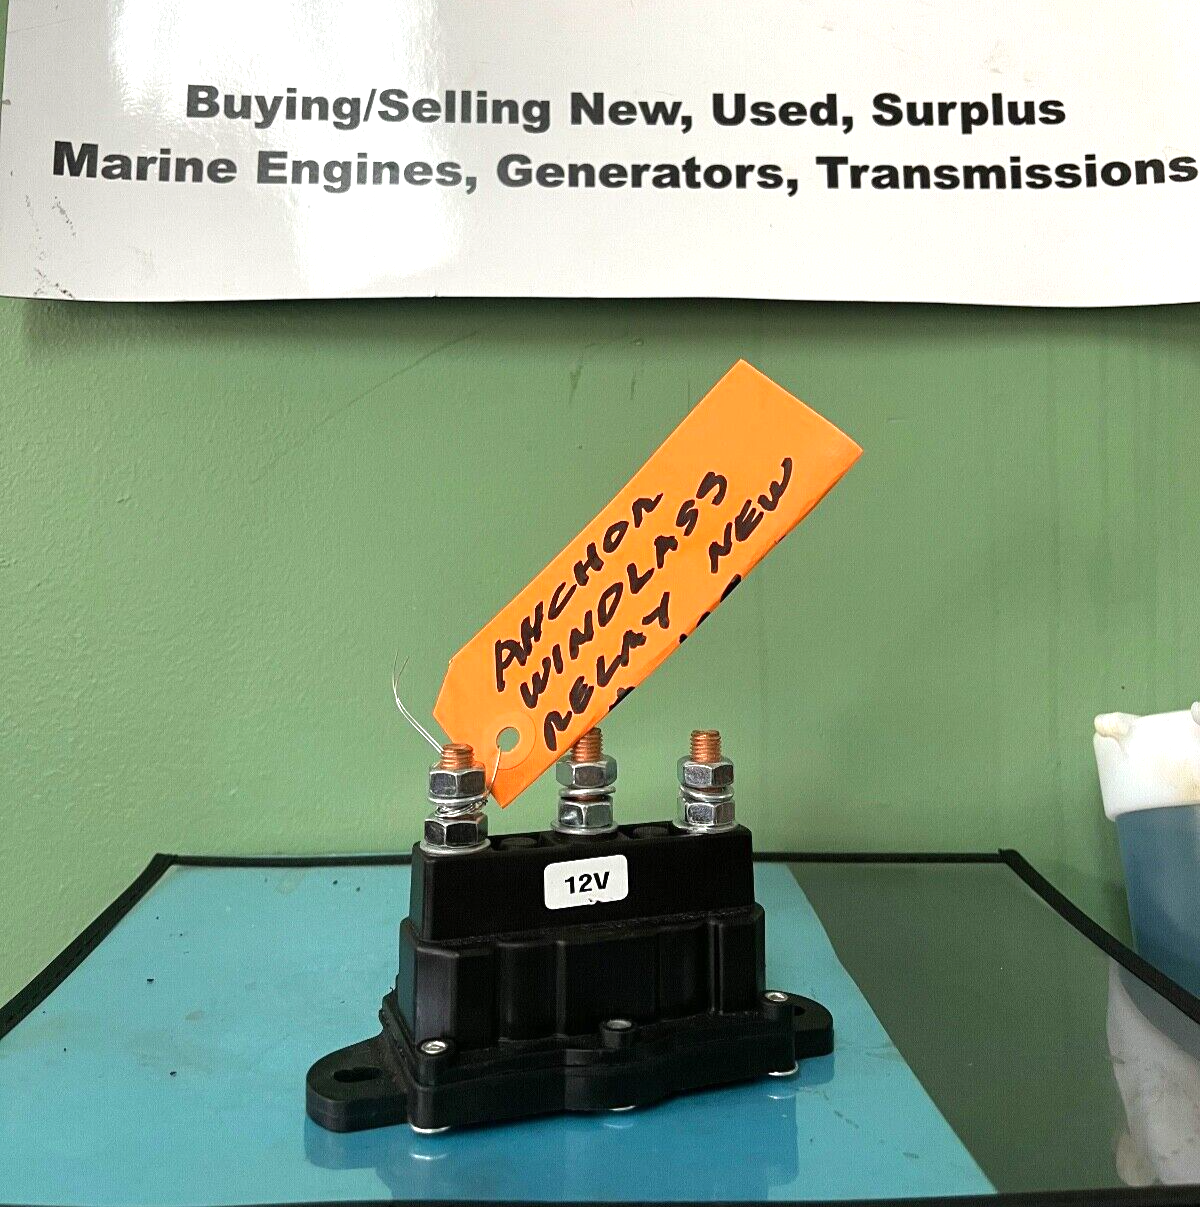 Buying/Selling New, Used, Surplus
Marine Engines, Generators, Transmissions
ANCHOR
WINDLASS
RELAY NEW
12V